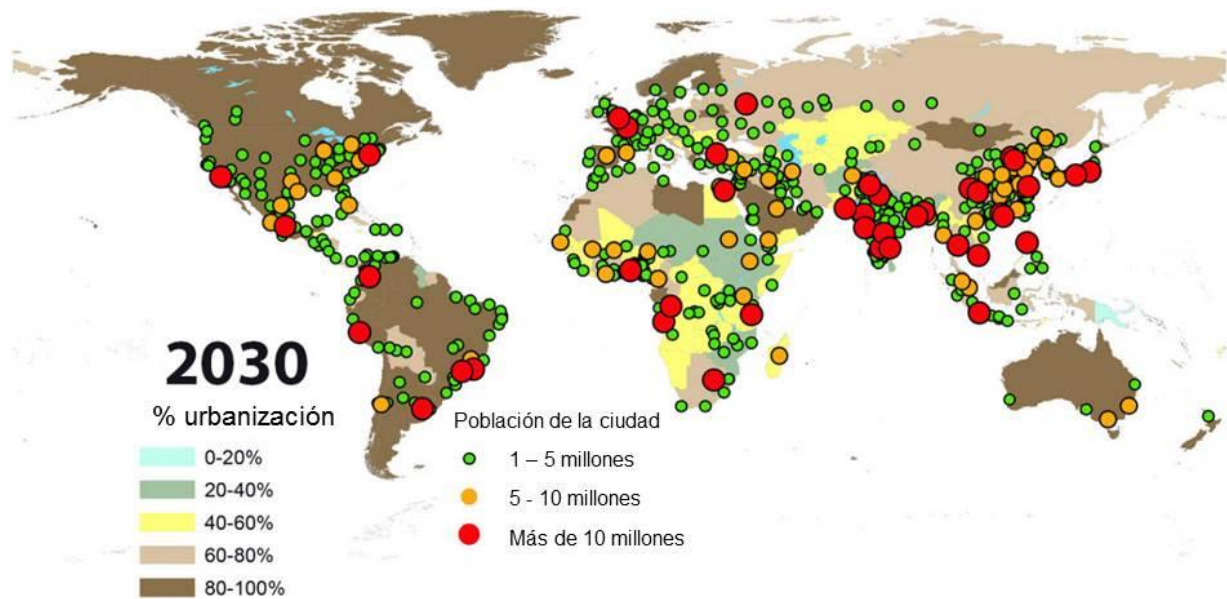 2030
% urbanización
0-20%
20-40%
40-60%
60-80%
80-100%
Población de la ciudad
1 – 5 millones
5 - 10 millones
Más de 10 millones